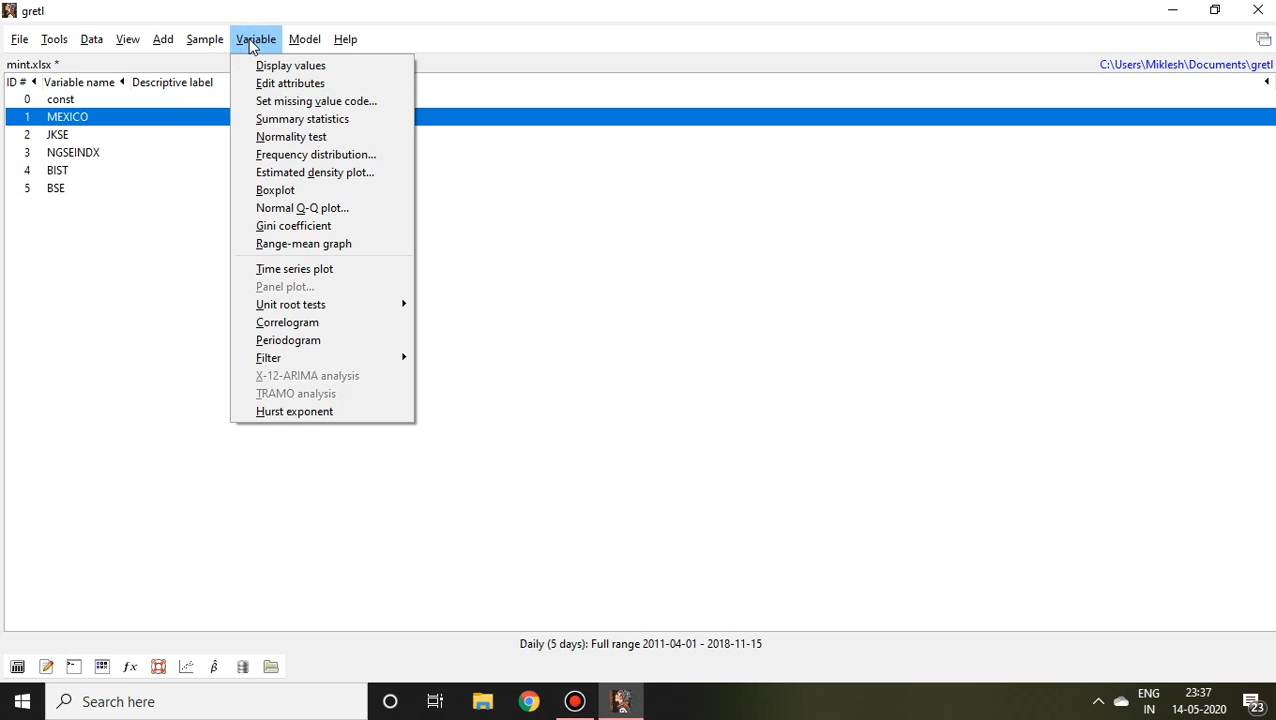 gretl
File Tools Data View Add Sample Variable Model Help
mint.xlsx * C:\Users\Miklesh\Documents\gretl
ID # Variable name Descriptive label
0 const
1 MEXICO
2 JKSE
3 NGSEINDX
4 BIST
5 BSE
Display values
Edit attributes
Set missing value code...
Summary statistics
Normality test
Frequency distribution...
Estimated density plot...
Boxplot
Normal Q-Q plot...
Gini coefficient
Range-mean graph
Time series plot
Panel plot...
Unit root tests
Correlogram
Periodogram
Filter
X-12-ARIMA analysis
TRAMO analysis
Hurst exponent
Daily (5 days): Full range 2011-04-01 - 2018-11-15
fx β̂
Search here
ENG 23:37
IN 14-05-2020 23